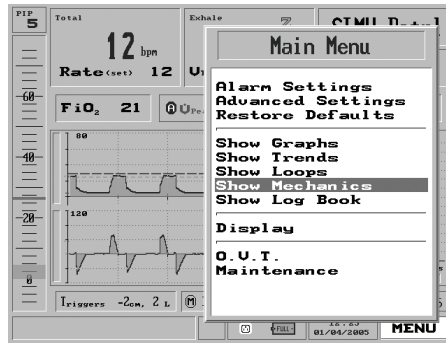 PIP
5
Total
12 bpm
Rate(set) 12
Exhale
FiO2 21
60
40
20
0
80
120
Triggers -2cm, 2 L
M
Main Menu
Alarm Settings
Advanced Settings
Restore Defaults
Show Graphs
Show Trends
Show Loops
Show Mechanics
Show Log Book
Display
O.V.T.
Maintenance
FULL
01/04/2005
MENU